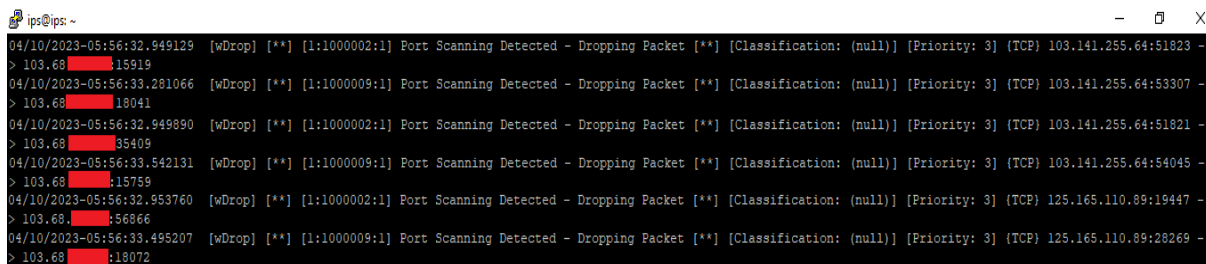 ips@ips: ~
04/10/2023-05:56:32.949129 [wDrop] [**] [1:1000002:1] Port Scanning Detected - Dropping Packet [**] [Classification: (null)] [Priority: 3] {TCP} 103.141.255.64:51823 -
> 103.68 :15919
04/10/2023-05:56:33.281066 [wDrop] [**] [1:1000009:1] Port Scanning Detected - Dropping Packet [**] [Classification: (null)] [Priority: 3] {TCP} 103.141.255.64:53307 -
> 103.68 18041
04/10/2023-05:56:32.949890 [wDrop] [**] [1:1000002:1] Port Scanning Detected - Dropping Packet [**] [Classification: (null)] [Priority: 3] {TCP} 103.141.255.64:51821 -
> 103.68 35409
04/10/2023-05:56:33.542131 [wDrop] [**] [1:1000009:1] Port Scanning Detected - Dropping Packet [**] [Classification: (null)] [Priority: 3] {TCP} 103.141.255.64:54045 -
> 103.68 :15759
04/10/2023-05:56:32.953760 [wDrop] [**] [1:1000002:1] Port Scanning Detected - Dropping Packet [**] [Classification: (null)] [Priority: 3] {TCP} 125.165.110.89:19447 -
> 103.68. :56866
04/10/2023-05:56:33.495207 [wDrop] [**] [1:1000009:1] Port Scanning Detected - Dropping Packet [**] [Classification: (null)] [Priority: 3] {TCP} 125.165.110.89:28269 -
> 103.68 :18072